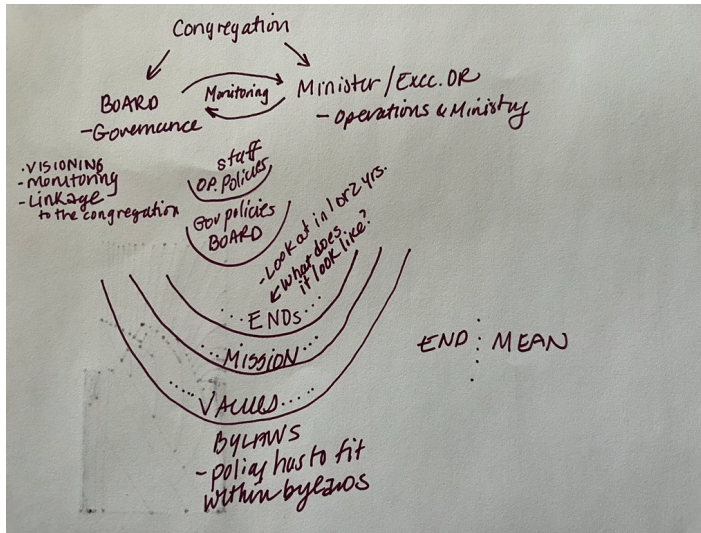 Congregation
BOARD
-Governance
Monitoring
Minister/Exec. DR
- Operations & Ministry
·VISIONING
-Monitoring
-Linkage
to the congregation
staff
OP. Policies
Gov policies
BOARD
-Look at in 1 or 2 yrs.
What does
it look like?
...ENDs...
...MISSION...
....VALUES.....
BYLAWS
- policy has to fit
within bylaws
END : MEAN